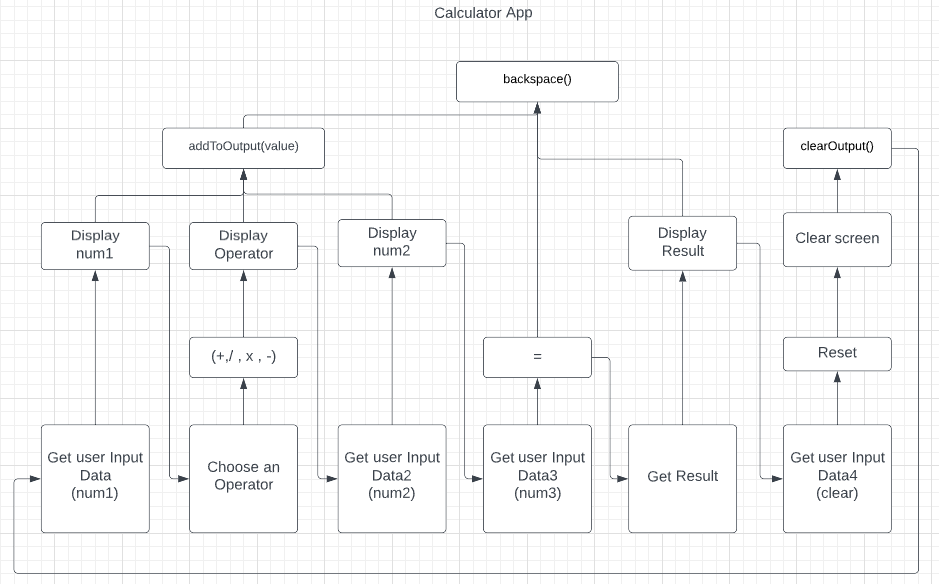 Calculator App
backspace()
addToOutput(value)
clearOutput()
Display
num1
Display
Operator
Display
num2
Display
Result
Clear screen
(+,/ , x , -)
=
Reset
Get user Input
Data
(num1)
Choose an
Operator
Get user Input
Data2
(num2)
Get user Input
Data3
(num3)
Get Result
Get user Input
Data4
(clear)